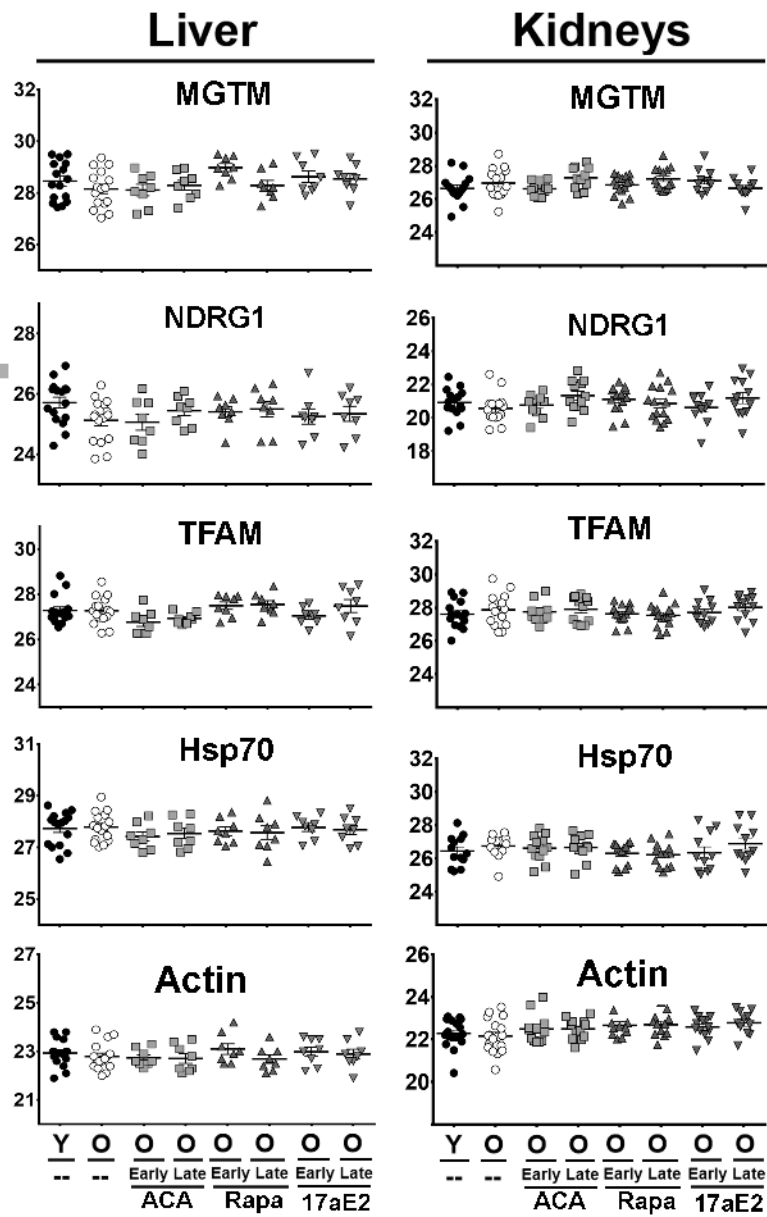 Liver
MGTM
32
30
28
26
NDRG1
28
26
24
TFAM
30
28
26
23
Hsp70
31
29
27
24
Actin
27
25
23
21
Y O O O O O O O
-- -- Early Late Early Late Early Late
ACA Rapa 17aE2
Kidneys
MGTM
32
30
28
26
24
NDRG1
26
22
21
20
18
TFAM
32
30
28
26
24
Hsp70
32
30
28
26
24
Actin
26
24
22
20
Y O O O O O O O
-- -- Early Late Early Late Early Late
ACA Rapa 17aE2